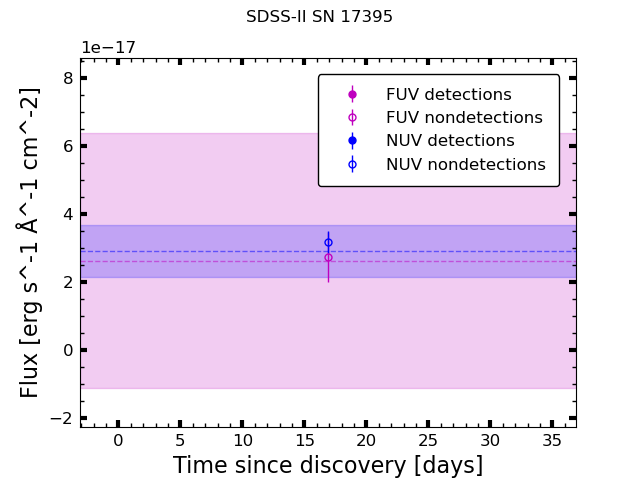 SDSS-II SN 17395
1e−17
8
6
4
2
0
−2
Flux [erg s^-1 Å^-1 cm^-2]
FUV detections
FUV nondetections
NUV detections
NUV nondetections
0 5 10 15 20 25 30 35
Time since discovery [days]